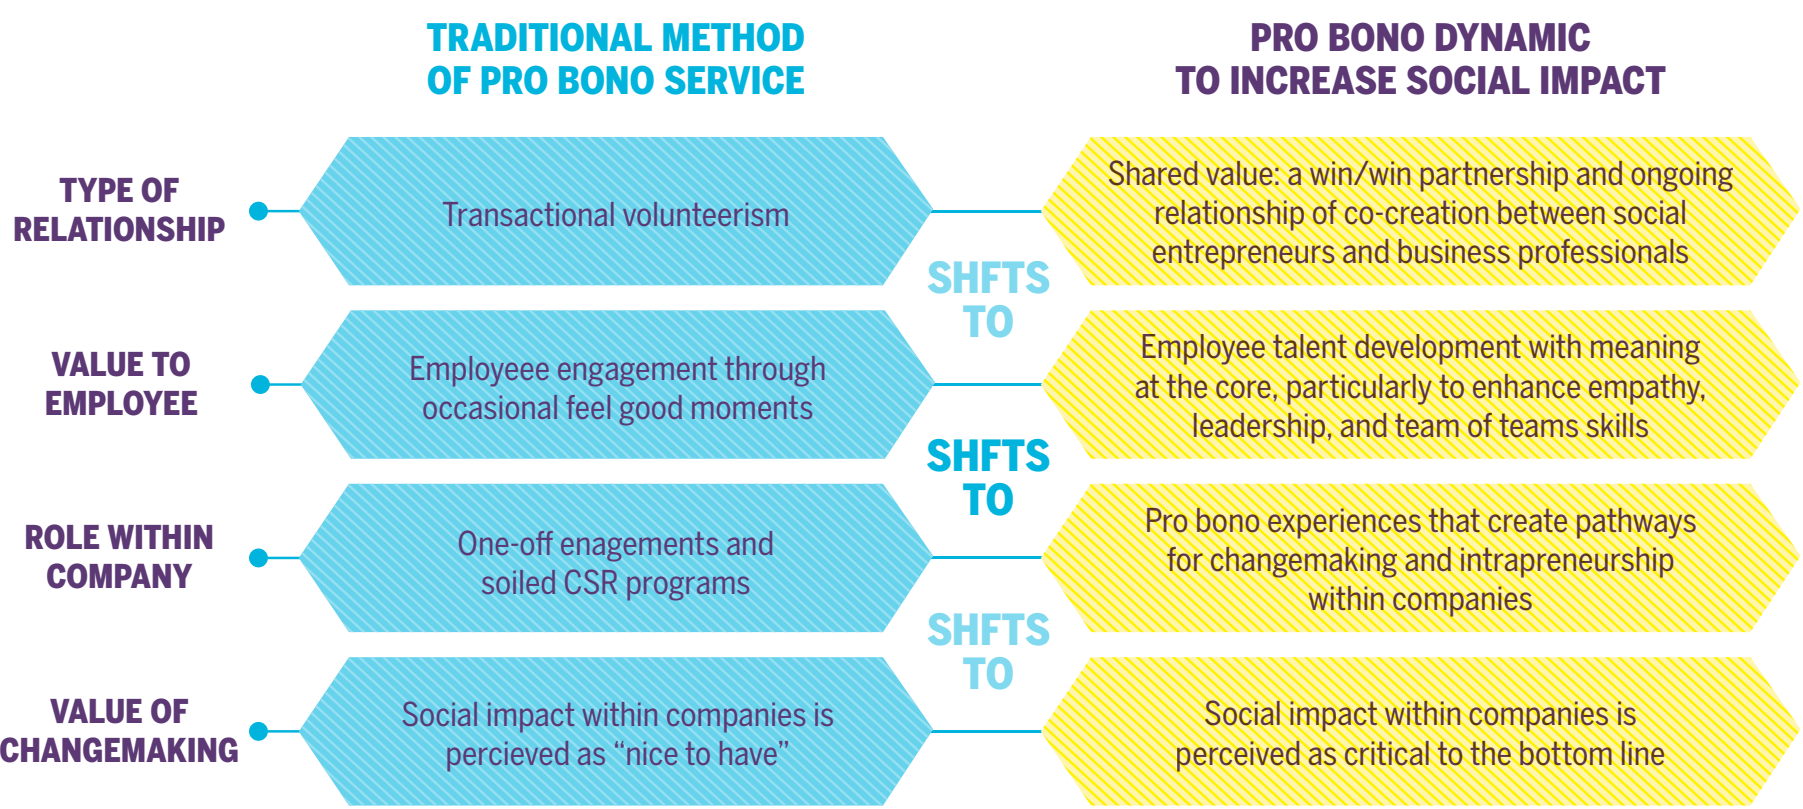 TRADITIONAL METHOD
OF PRO BONO SERVICE
PRO BONO DYNAMIC
TO INCREASE SOCIAL IMPACT
TYPE OF
RELATIONSHIP
Transactional volunteerism
Shared value: a win/win partnership and ongoing
relationship of co-creation between social
entrepreneurs and business professionals
SHFTS
TO
VALUE TO
EMPLOYEE
Employeee engagement through
occasional feel good moments
Employee talent development with meaning
at the core, particularly to enhance empathy,
leadership, and team of teams skills
SHFTS
TO
ROLE WITHIN
COMPANY
One-off enagements and
soiled CSR programs
Pro bono experiences that create pathways
for changemaking and intrapreneurship
within companies
SHFTS
TO
VALUE OF
CHANGEMAKING
Social impact within companies is
percieved as “nice to have”
Social impact within companies is
perceived as critical to the bottom line